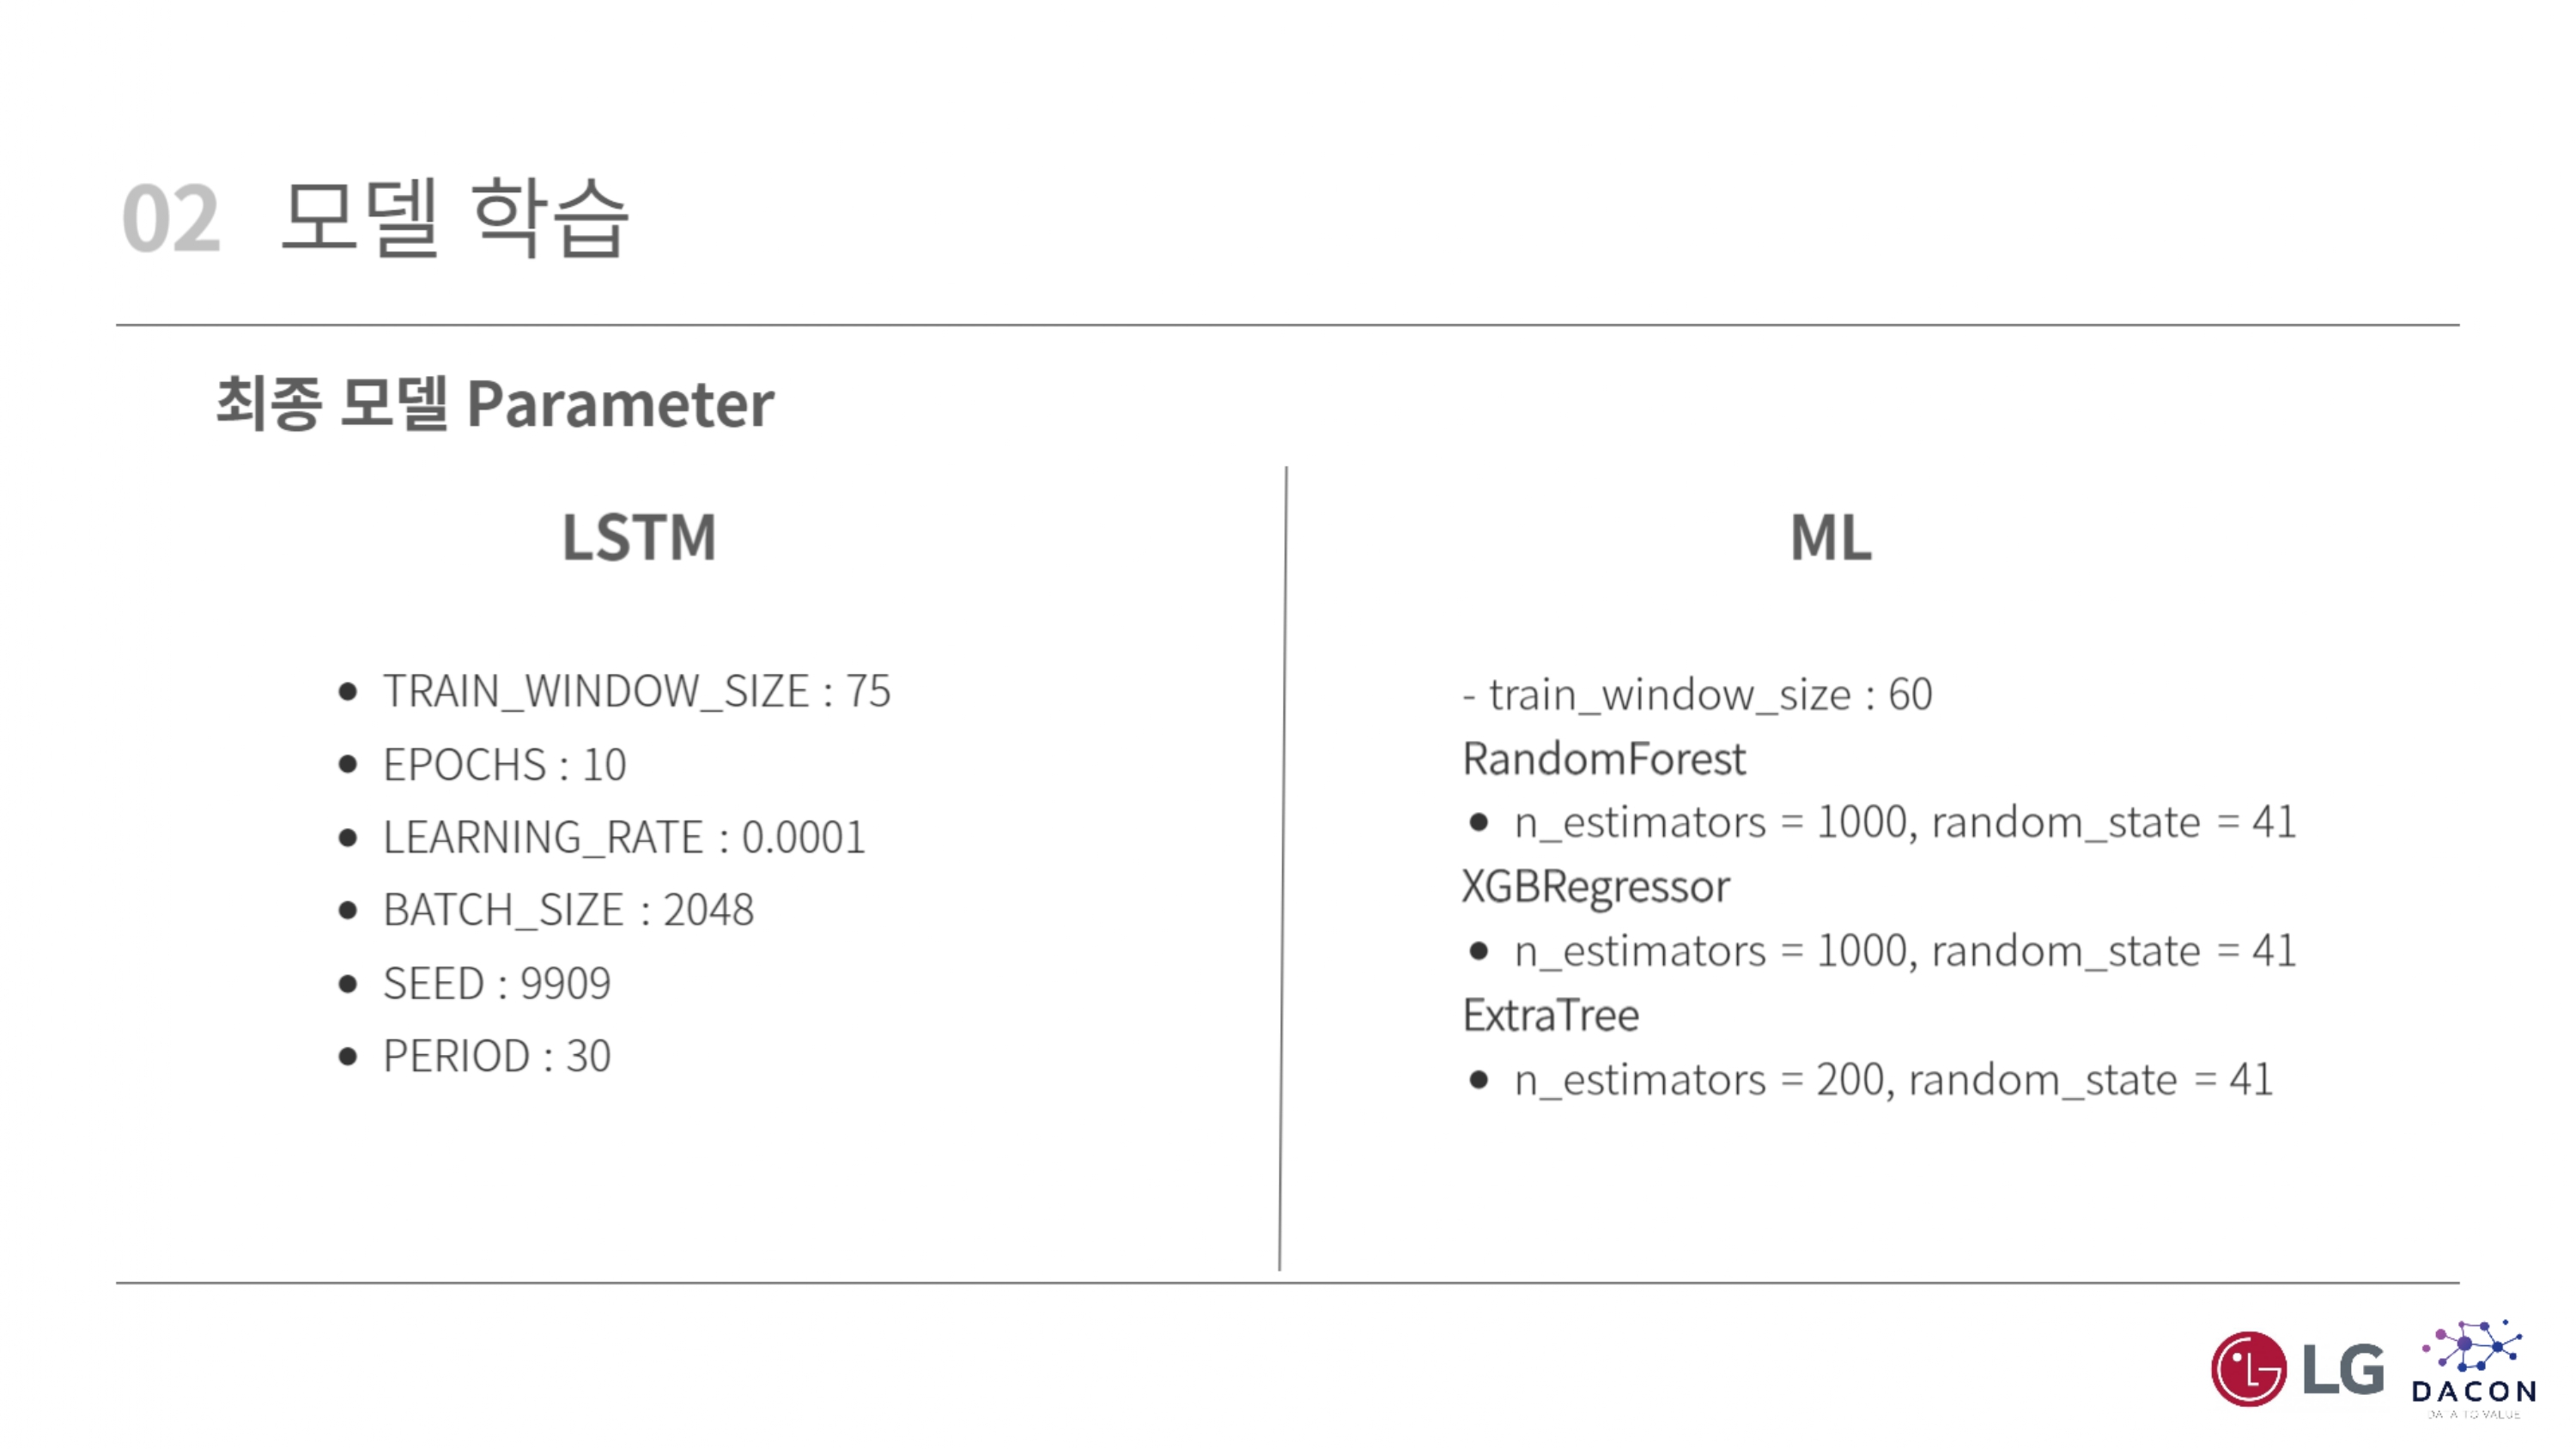 02 모델 학습
최종 모델 Parameter
LSTM
● TRAIN_WINDOW_SIZE : 75
● EPOCHS : 10
● LEARNING_RATE : 0.0001
● BATCH_SIZE : 2048
● SEED : 9909
● PERIOD : 30
ML
- train_window_size : 60
RandomForest
● n_estimators = 1000, random_state = 41
XGBRegressor
● n_estimators = 1000, random_state = 41
ExtraTree
● n_estimators = 200, random_state = 41
LG
DACON
DATA TO VALUE